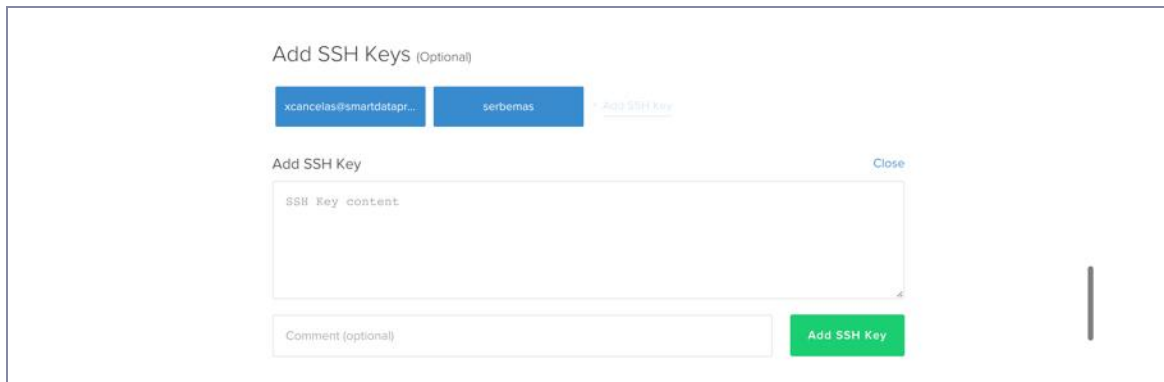 Add SSH Keys (Optional)
xcancelas@smartdatapr... serbemas + Add SSH Key
Add SSH Key Close
SSH Key content
Comment (optional) Add SSH Key